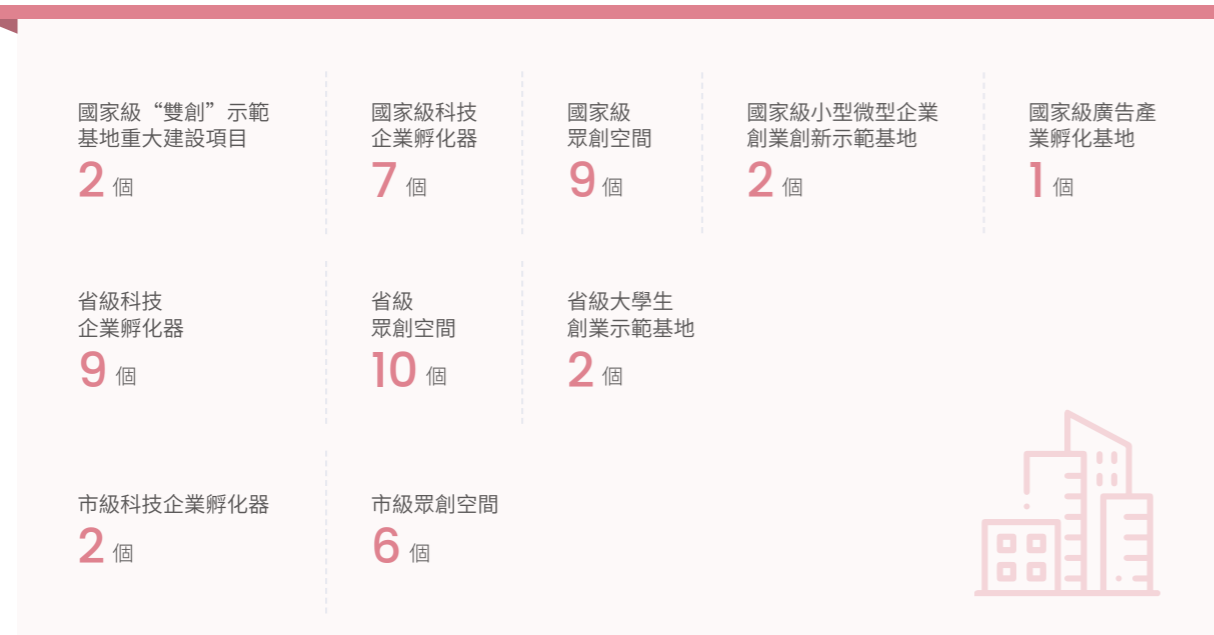 國家級“雙創”示範
基地重大建設項目
2 個
國家級科技
企業孵化器
7 個
國家級
眾創空間
9 個
國家級小型微型企業
創業創新示範基地
2 個
國家級廣告產
業孵化基地
1 個
省級科技
企業孵化器
9 個
省級
眾創空間
10 個
省級大學生
創業示範基地
2 個
市級科技企業孵化器
2 個
市級眾創空間
6 個